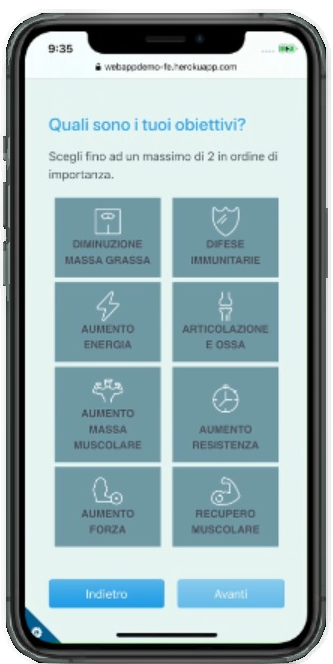 9:35
webappdemo-fe.herokuapp.com
Quali sono i tuoi obiettivi?
Scegli fino ad un massimo di 2 in ordine di
importanza.
DIMINUZIONE
MASSA GRASSA
DIFESE
IMMUNITARIE
AUMENTO
ENERGIA
ARTICOLAZIONE
E OSSA
AUMENTO
MASSA
MUSCOLARE
AUMENTO
RESISTENZA
AUMENTO
FORZA
RECUPERO
MUSCOLARE
Indietro
Avanti